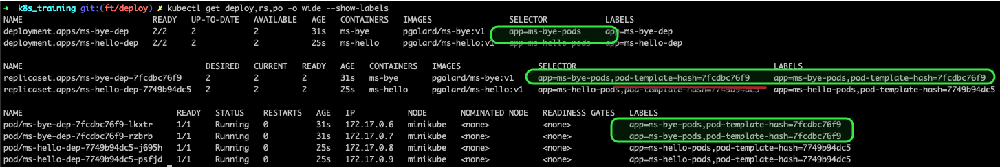 ➜ k8s_training git:(ft/deploy) ✗ kubectl get deploy,rs,po -o wide --show-labels
NAME READY UP-TO-DATE AVAILABLE AGE CONTAINERS IMAGES SELECTOR LABELS
deployment.apps/ms-bye-dep 2/2 2 2 31s ms-bye pgolard/ms-bye:v1 app=ms-bye-pods app=ms-bye-dep
deployment.apps/ms-hello-dep 2/2 2 2 25s ms-hello pgolard/ms-hello:v1 app=ms-hello-pods app=ms-hello-dep
NAME DESIRED CURRENT READY AGE CONTAINERS IMAGES SELECTOR LABELS
replicaset.apps/ms-bye-dep-7fcdbc76f9 2 2 2 31s ms-bye pgolard/ms-bye:v1 app=ms-bye-pods,pod-template-hash=7fcdbc76f9 app=ms-bye-pods,pod-template-hash=7fcdbc76f9
replicaset.apps/ms-hello-dep-7749b94dc5 2 2 2 25s ms-hello pgolard/ms-hello:v1 app=ms-hello-pods,pod-template-hash=7749b94dc5 app=ms-hello-pods,pod-template-hash=7749b94dc5
NAME READY STATUS RESTARTS AGE IP NODE NOMINATED NODE READINESS GATES LABELS
pod/ms-bye-dep-7fcdbc76f9-lkxtr 1/1 Running 0 31s 172.17.0.6 minikube <none> <none> app=ms-bye-pods,pod-template-hash=7fcdbc76f9
pod/ms-bye-dep-7fcdbc76f9-rzbrb 1/1 Running 0 31s 172.17.0.7 minikube <none> <none> app=ms-bye-pods,pod-template-hash=7fcdbc76f9
pod/ms-hello-dep-7749b94dc5-j695h 1/1 Running 0 25s 172.17.0.8 minikube <none> <none> app=ms-hello-pods,pod-template-hash=7749b94dc5
pod/ms-hello-dep-7749b94dc5-psfjd 1/1 Running 0 25s 172.17.0.9 minikube <none> <none> app=ms-hello-pods,pod-template-hash=7749b94dc5